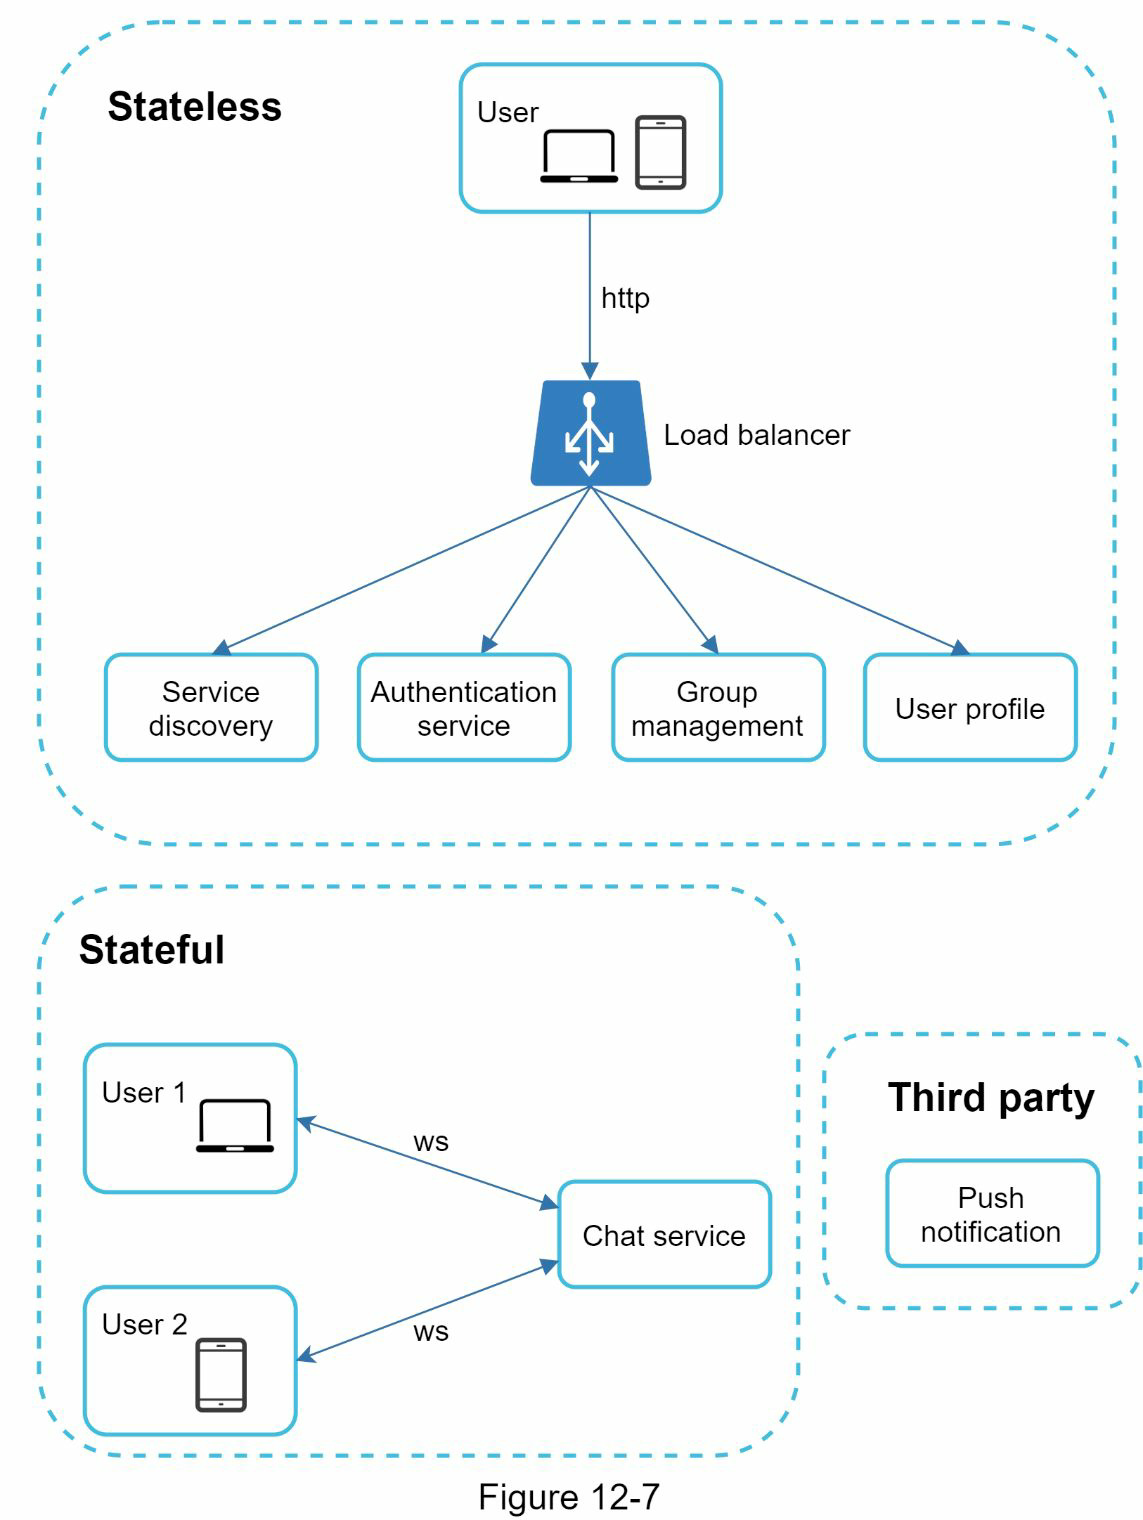 Stateless
User
http
Load balancer
Service
discovery
Authentication
service
Group
management
User profile
Stateful
User 1
ws
Chat service
User 2
ws
Third party
Push
notification
Figure 12-7